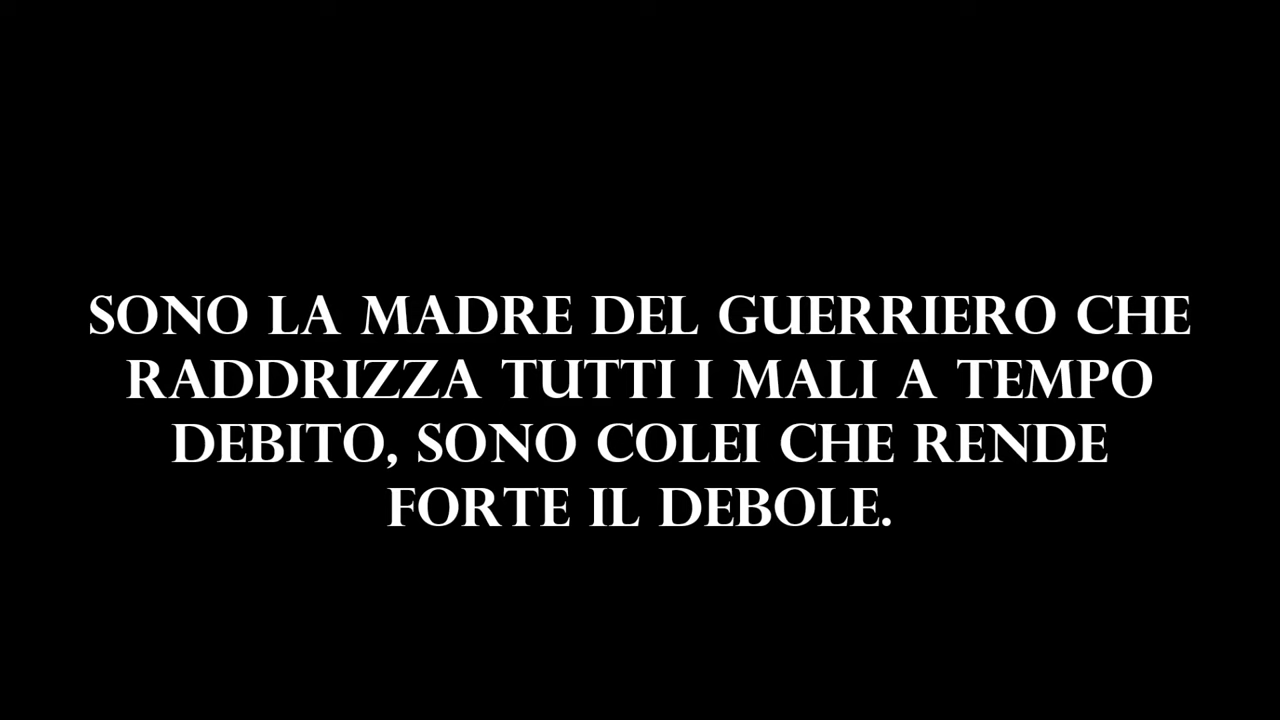 SONO LA MADRE DEL GUERRIERO CHE
RADDRIZZA TUTTI I MALI A TEMPO
DEBITO, SONO COLEI CHE RENDE
FORTE IL DEBOLE.